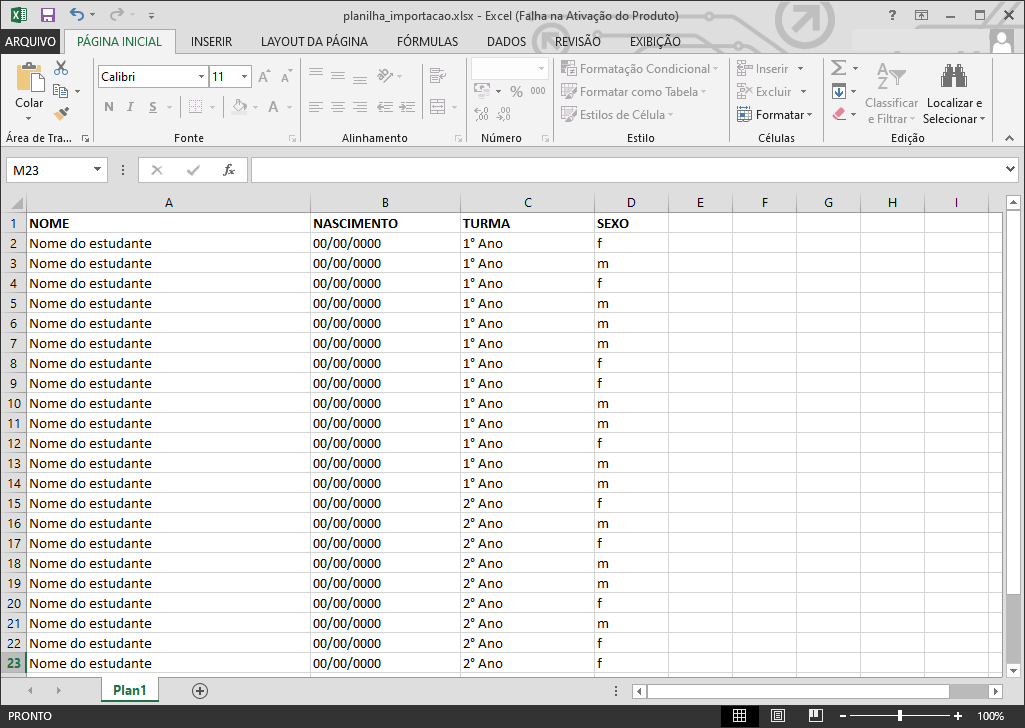 planilha_importacao.xlsx - Excel (Falha na Ativação do Produto)
ARQUIVO PÁGINA INICIAL INSERIR LAYOUT DA PÁGINA FÓRMULAS DADOS REVISÃO EXIBIÇÃO
Colar
Área de Tra...
Calibri 11
N I S
Fonte
Alinhamento
% 000
Número
Formatação Condicional
Formatar como Tabela
Estilos de Célula
Estilo
Inserir
Excluir
Formatar
Células
Classificar e Filtrar
Localizar e Selecionar
Edição
M23 fx
A B C D E F G H I
1 NOME NASCIMENTO TURMA SEXO
2 Nome do estudante 00/00/0000 1° Ano f
3 Nome do estudante 00/00/0000 1° Ano m
4 Nome do estudante 00/00/0000 1° Ano f
5 Nome do estudante 00/00/0000 1° Ano m
6 Nome do estudante 00/00/0000 1° Ano m
7 Nome do estudante 00/00/0000 1° Ano m
8 Nome do estudante 00/00/0000 1° Ano f
9 Nome do estudante 00/00/0000 1° Ano f
10 Nome do estudante 00/00/0000 1° Ano m
11 Nome do estudante 00/00/0000 1° Ano m
12 Nome do estudante 00/00/0000 1° Ano f
13 Nome do estudante 00/00/0000 1° Ano m
14 Nome do estudante 00/00/0000 1° Ano m
15 Nome do estudante 00/00/0000 2° Ano f
16 Nome do estudante 00/00/0000 2° Ano m
17 Nome do estudante 00/00/0000 2° Ano f
18 Nome do estudante 00/00/0000 2° Ano m
19 Nome do estudante 00/00/0000 2° Ano m
20 Nome do estudante 00/00/0000 2° Ano f
21 Nome do estudante 00/00/0000 2° Ano m
22 Nome do estudante 00/00/0000 2° Ano f
23 Nome do estudante 00/00/0000 2° Ano f
Plan1
PRONTO 100%